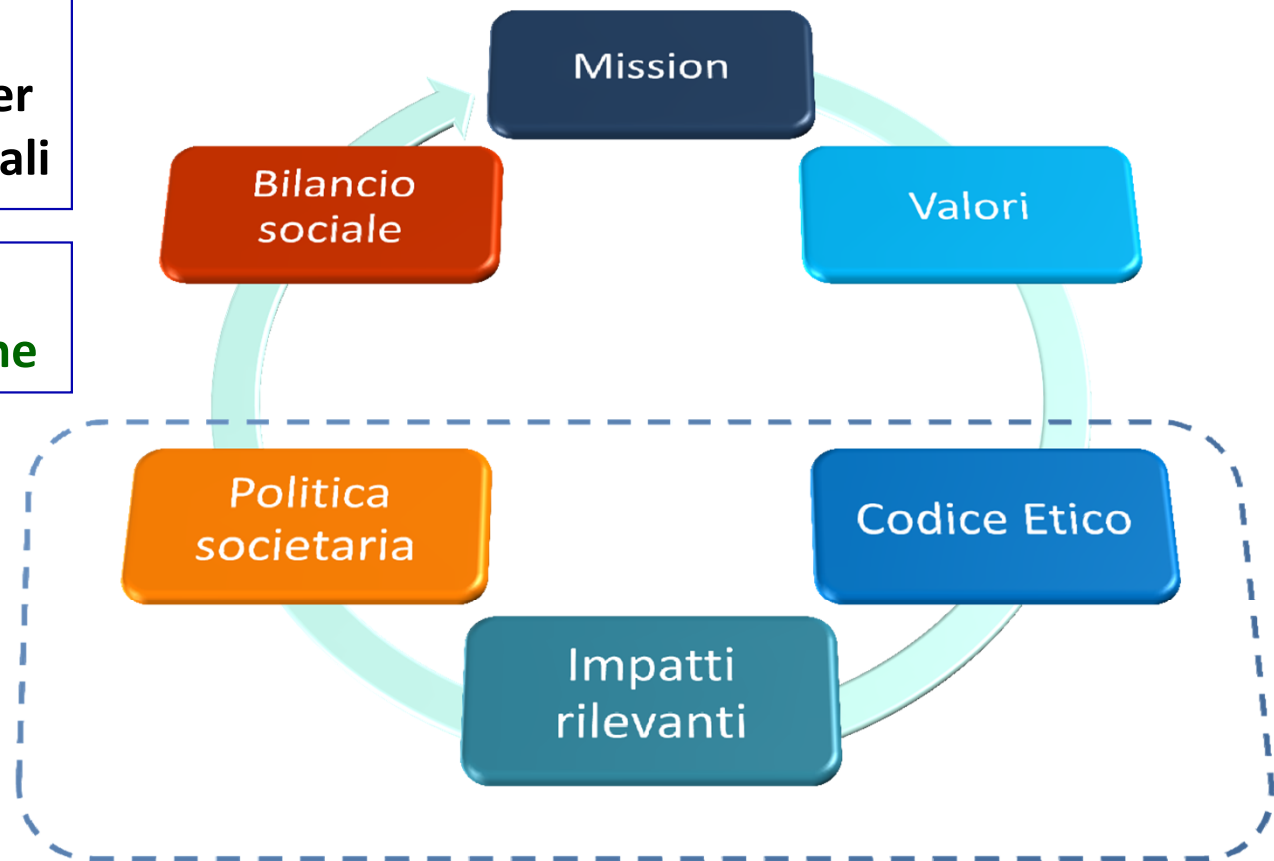 er
ali
ne
Mission
Valori
Codice Etico
Impatti
rilevanti
Politica
societaria
Bilancio
sociale